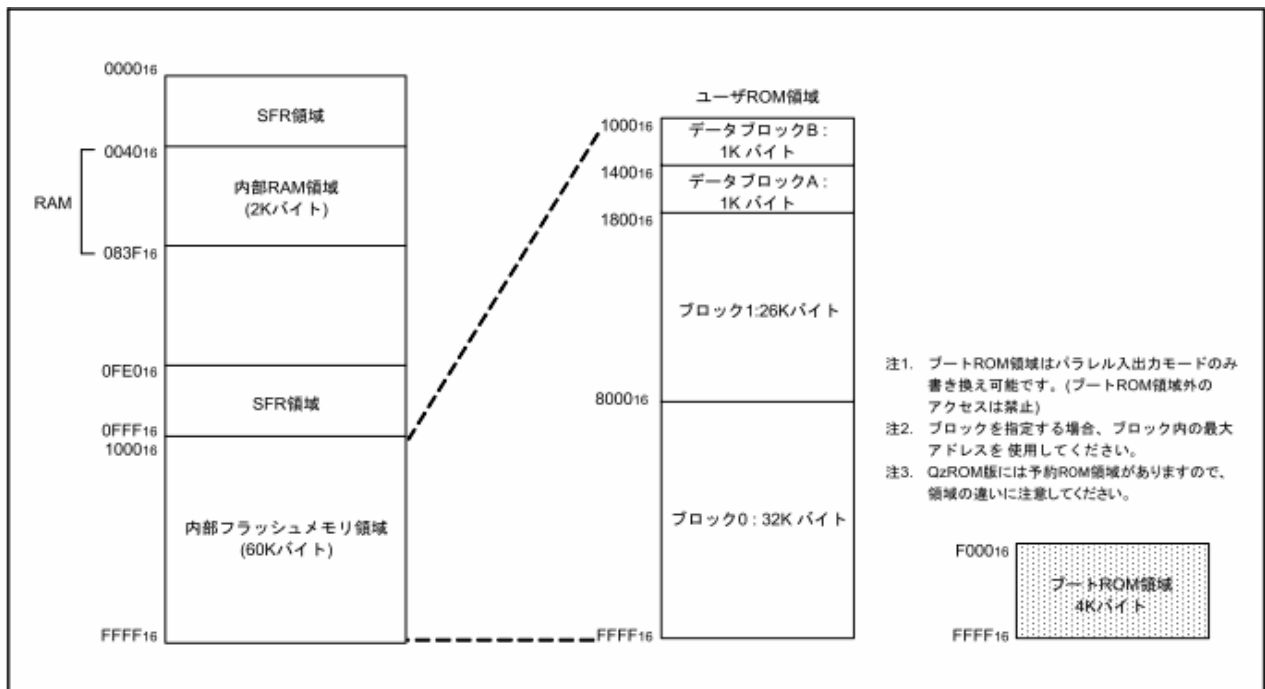 000016
SFR領域
004016
RAM
内部RAM領域
(2Kバイト)
083F16
0FE016
SFR領域
0FFF16
100016
内部フラッシュメモリ領域
(60Kバイト)
FFFF16
ユーザROM領域
100016
データブロックB :
1K バイト
140016
データブロックA :
1K バイト
180016
ブロック1:26Kバイト
800016
ブロック0 : 32K バイト
FFFF16
注1. ブートROM領域はパラレル入出力モードのみ
書き換え可能です。(ブートROM領域外の
アクセスは禁止)
注2. ブロックを指定する場合、ブロック内の最大
アドレスを 使用してください。
注3. QzROM版には予約ROM領域がありますので、
領域の違いに注意してください。
F00016
ブートROM領域
4Kバイト
FFFF16